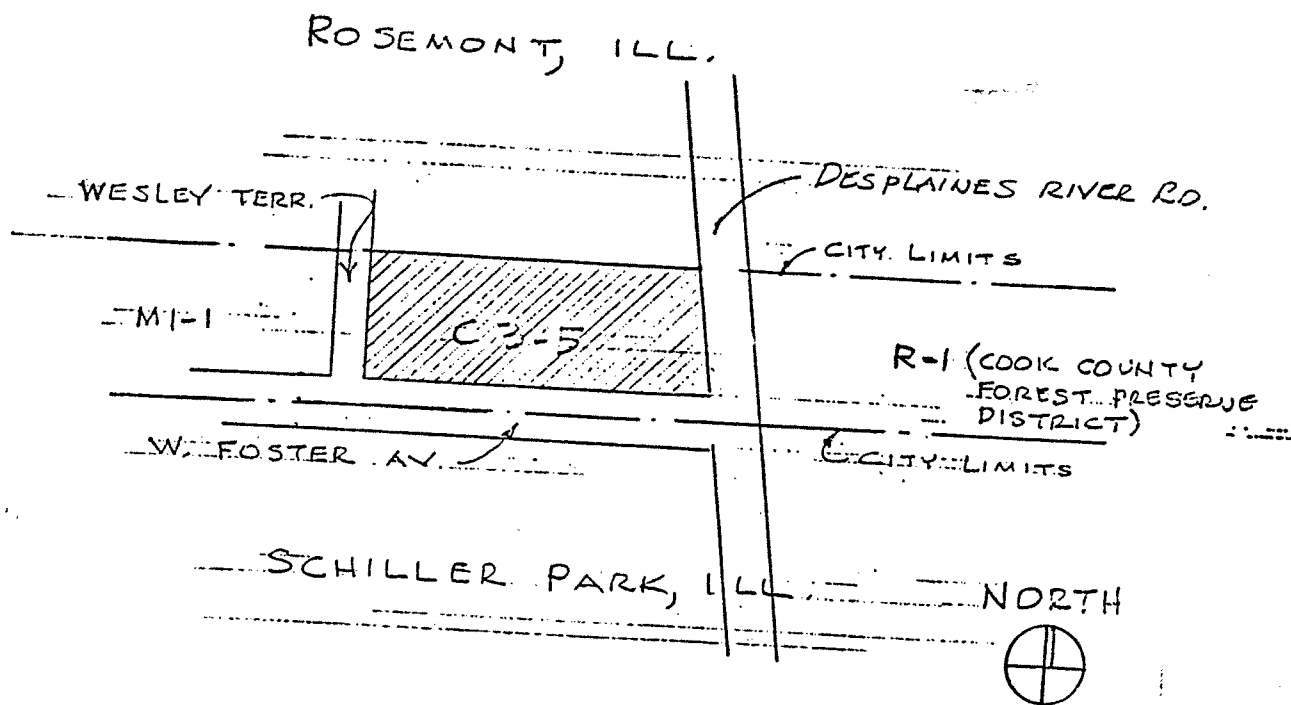 ROSEMONT, ILL.
WESLEY TERR.
DESPLAINES RIVER RD.
CITY LIMITS
M1-1
C3-5
R-1 (COOK COUNTY
FOREST PRESERVE
DISTRICT)
W. FOSTER AV.
CITY LIMITS
SCHILLER PARK, ILL.
NORTH